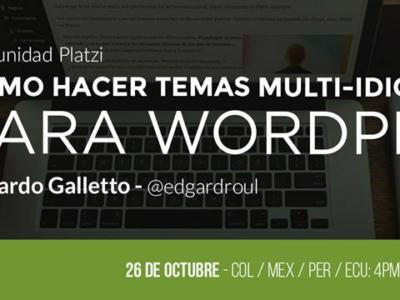 unidad Platzi
MO HACER TEMAS MULTI-IDIO
ARA WORDP
ardo Galletto - @edgardroul
26 DE OCTUBRE - COL / MEX / PER / ECU: 4PM